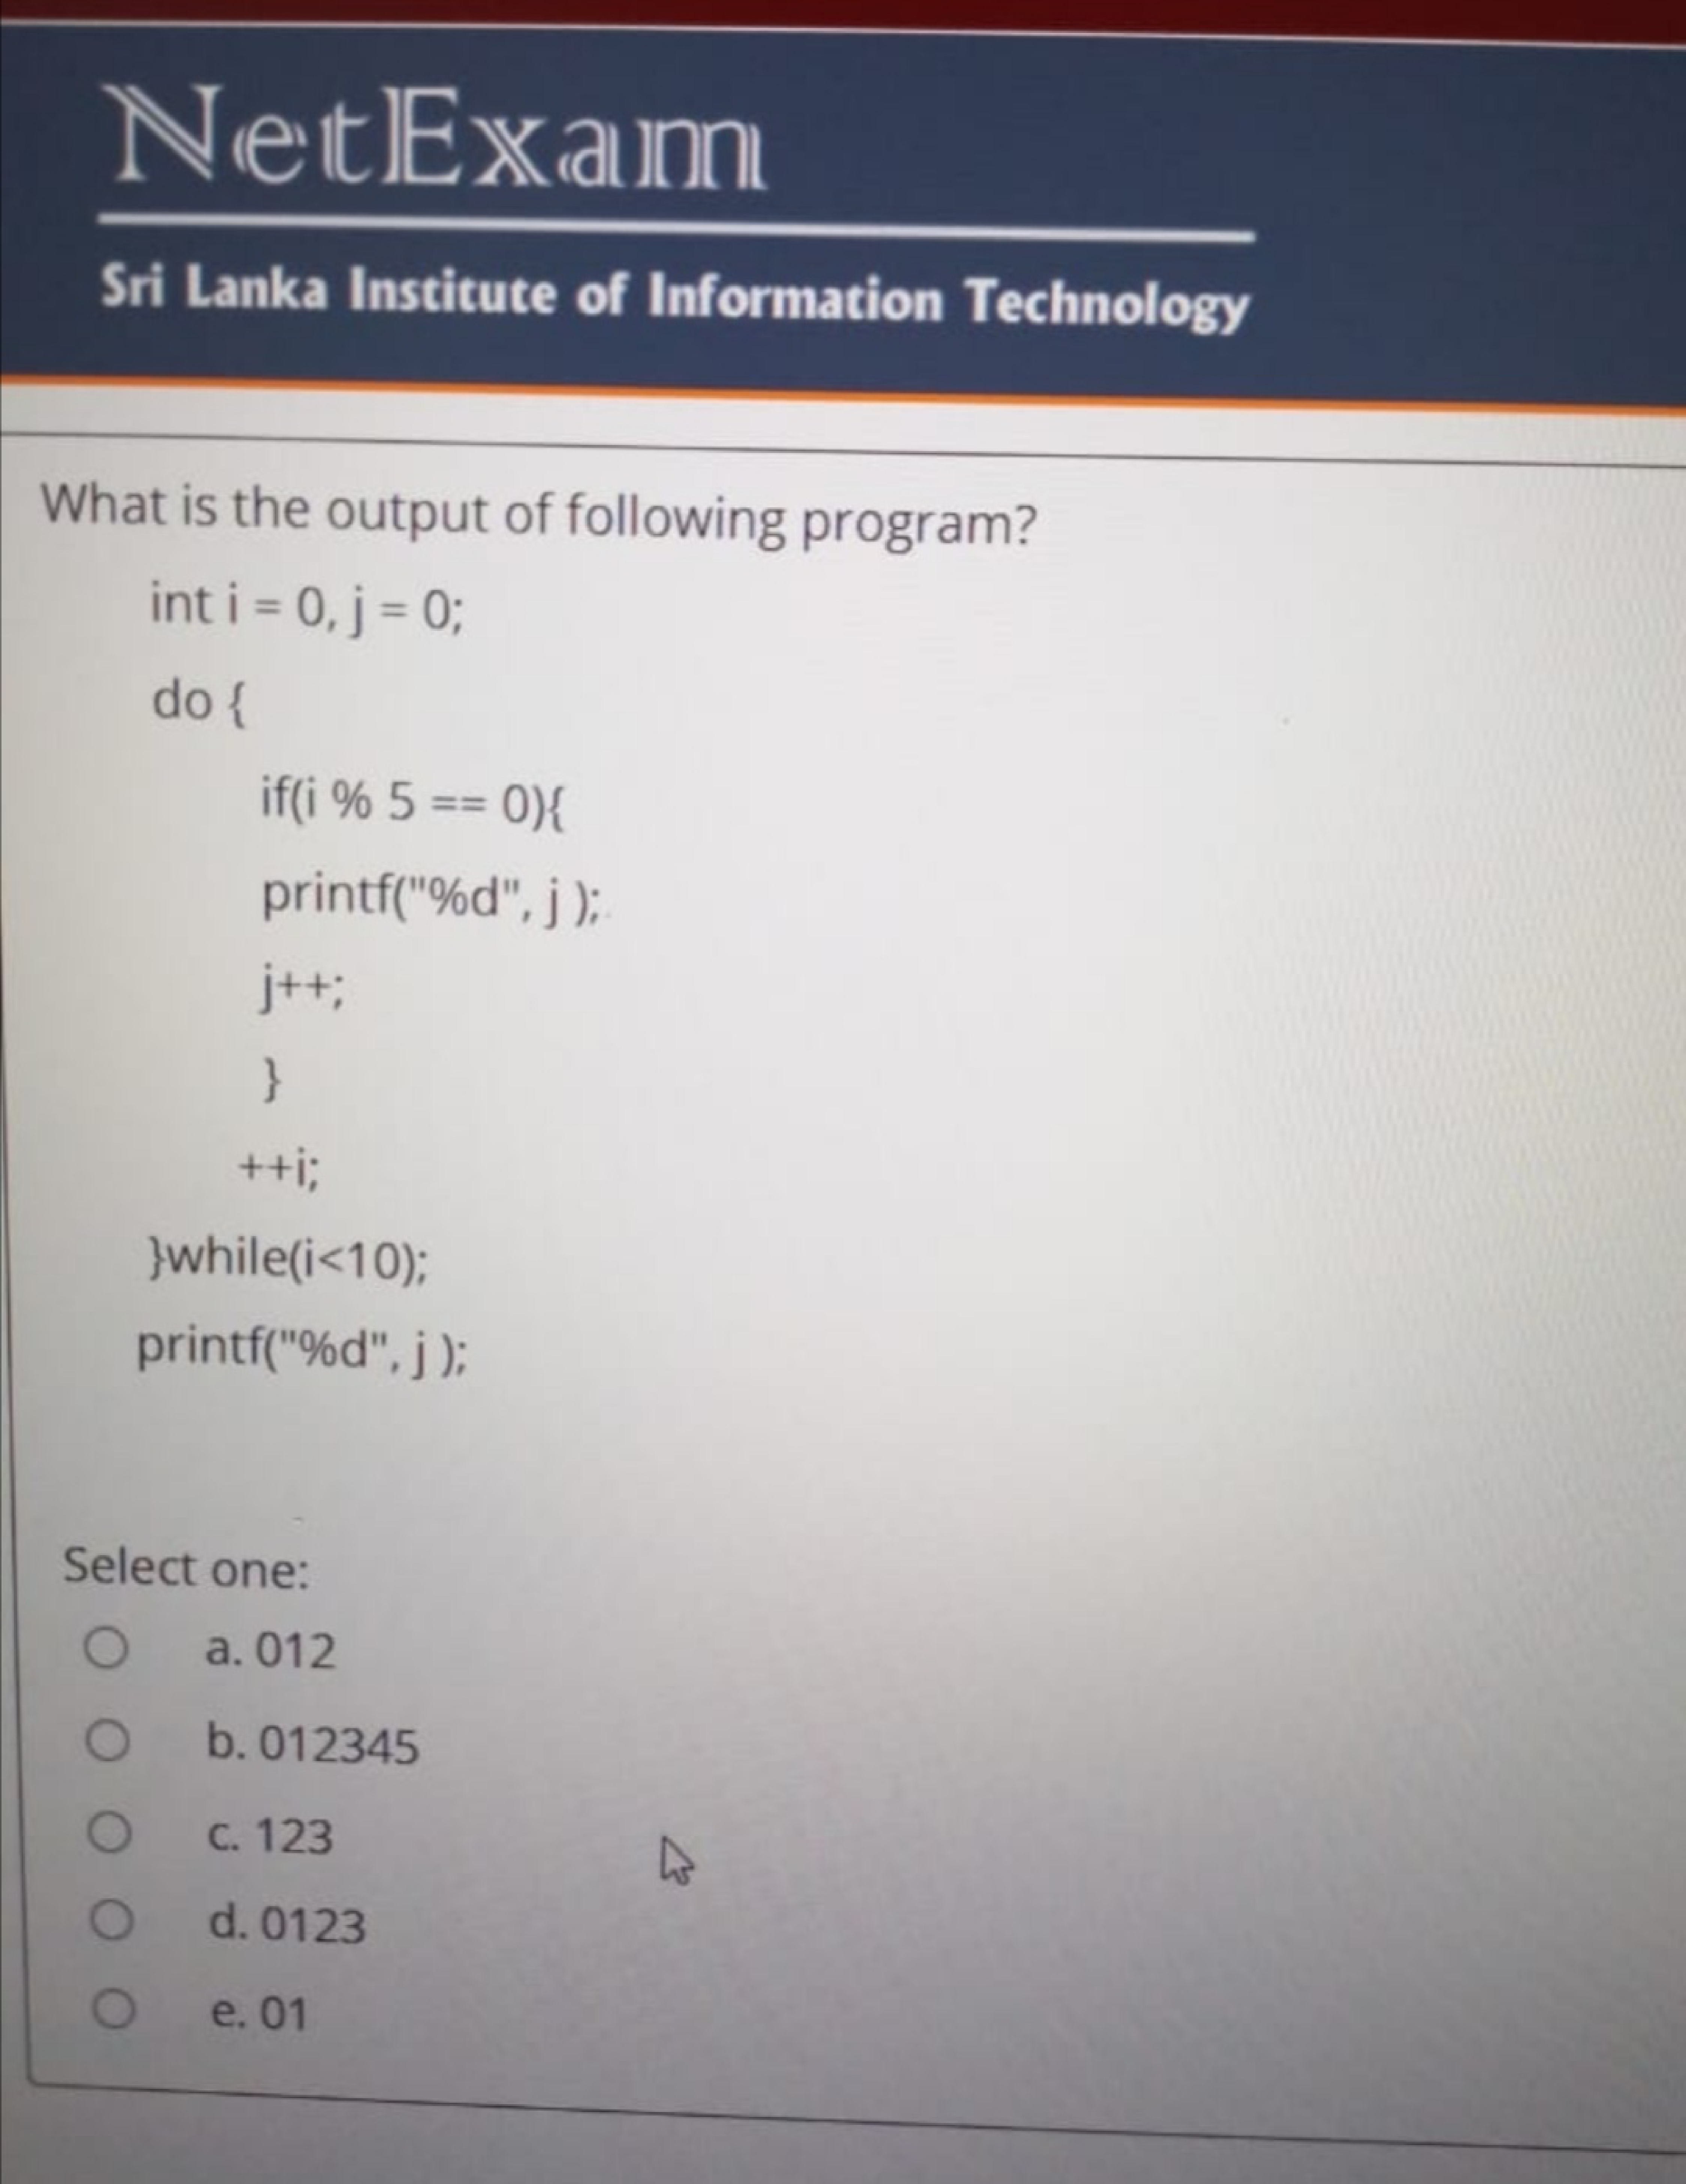 NetExam
Sri Lanka Institute of Information Technology
What is the output of following program?
int i = 0, j = 0;
do {
if(i % 5 == 0){
printf("%d", j );
j++;
}
++i;
}while(i<10);
printf("%d", j );
Select one:
a. 012
b. 012345
c. 123
d. 0123
e. 01